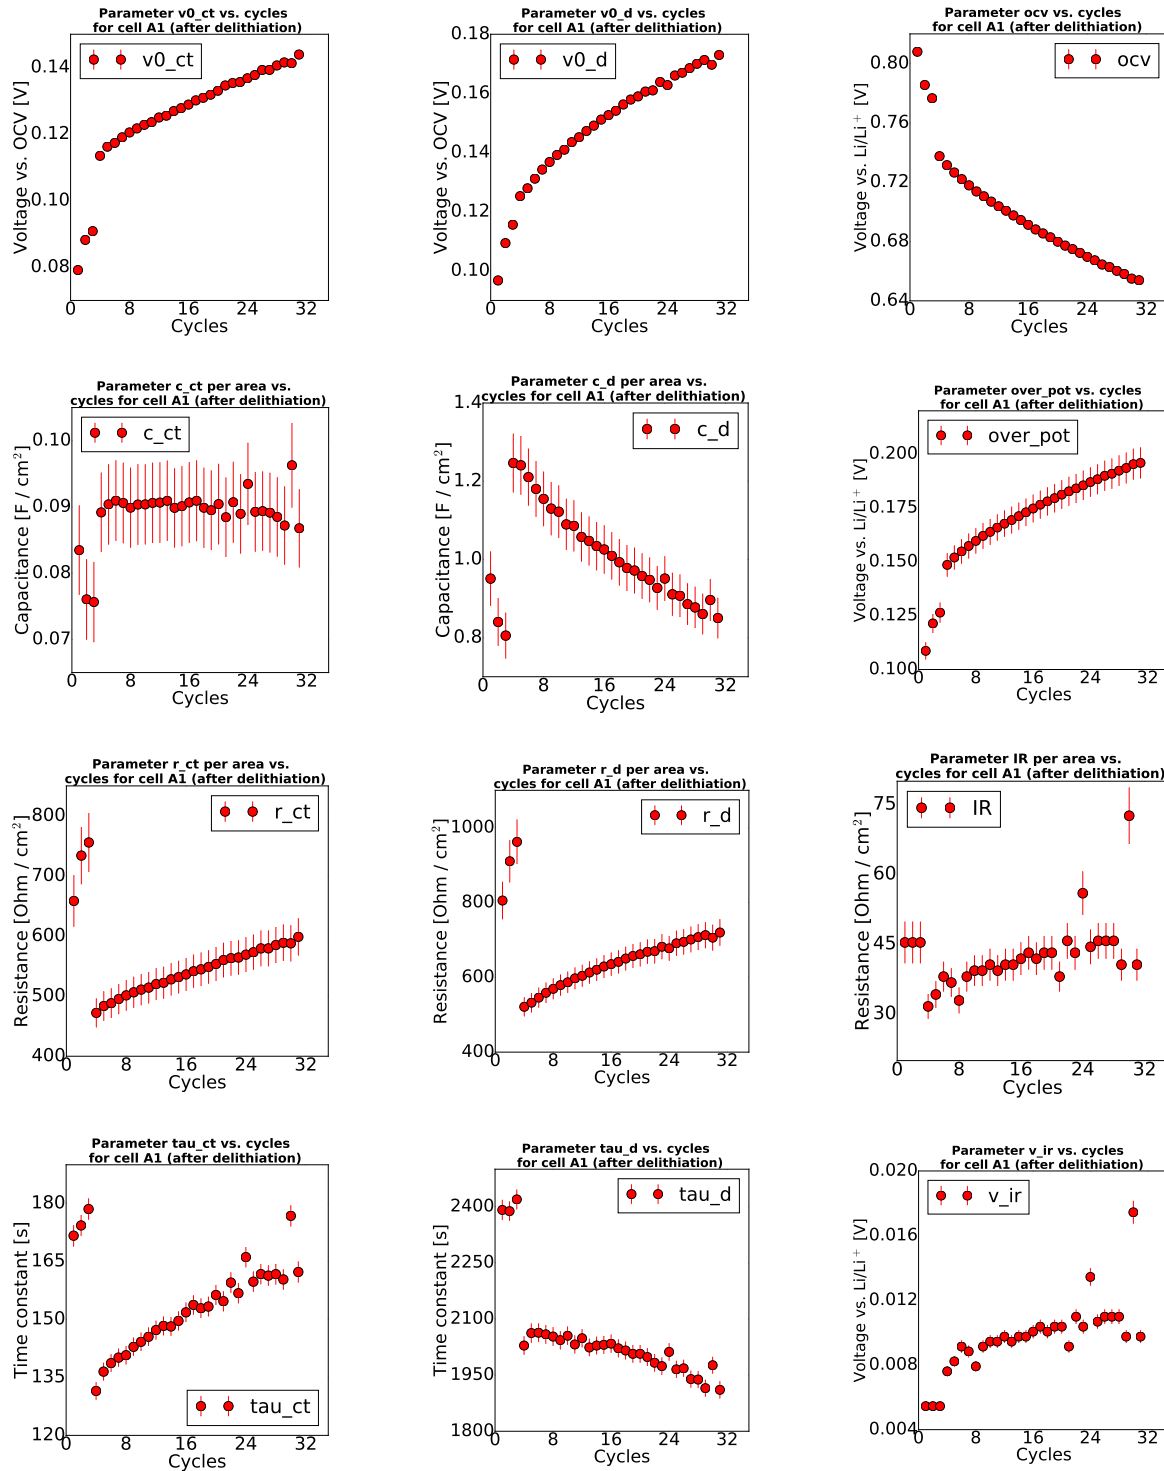 Parameter v0_ct vs. cycles
for cell A1 (after delithiation)
Voltage vs. OCV [V]
0.14
0.12
0.10
0.08
v0_ct
0 8 16 24 32
Cycles
Parameter v0_d vs. cycles
for cell A1 (after delithiation)
Voltage vs. OCV [V]
0.18
0.16
0.14
0.12
0.10
v0_d
0 8 16 24 32
Cycles
Parameter ocv vs. cycles
for cell A1 (after delithiation)
Voltage vs. Li/Li⁺ [V]
0.80
0.76
0.72
0.68
0.64
ocv
0 8 16 24 32
Cycles
Parameter c_ct per area vs.
cycles for cell A1 (after delithiation)
Capacitance [F / cm²]
0.10
0.09
0.08
0.07
c_ct
0 8 16 24 32
Cycles
Parameter c_d per area vs.
cycles for cell A1 (after delithiation)
Capacitance [F / cm²]
1.4
1.2
1.0
0.8
c_d
0 8 16 24 32
Cycles
Parameter over_pot vs. cycles
for cell A1 (after delithiation)
Voltage vs. Li/Li⁺ [V]
0.200
0.175
0.150
0.125
0.100
over_pot
0 8 16 24 32
Cycles
Parameter r_ct per area vs.
cycles for cell A1 (after delithiation)
Resistance [Ohm / cm²]
800
700
600
500
400
r_ct
0 8 16 24 32
Cycles
Parameter r_d per area vs.
cycles for cell A1 (after delithiation)
Resistance [Ohm / cm²]
1000
800
600
400
r_d
0 8 16 24 32
Cycles
Parameter IR per area vs.
cycles for cell A1 (after delithiation)
Resistance [Ohm / cm²]
75
60
45
30
IR
0 8 16 24 32
Cycles
Parameter tau_ct vs. cycles
for cell A1 (after delithiation)
Time constant [s]
180
165
150
135
120
tau_ct
0 8 16 24 32
Cycles
Parameter tau_d vs. cycles
for cell A1 (after delithiation)
Time constant [s]
2400
2250
2100
1950
1800
tau_d
0 8 16 24 32
Cycles
Parameter v_ir vs. cycles
for cell A1 (after delithiation)
Voltage vs. Li/Li⁺ [V]
0.020
0.016
0.012
0.008
0.004
v_ir
0 8 16 24 32
Cycles